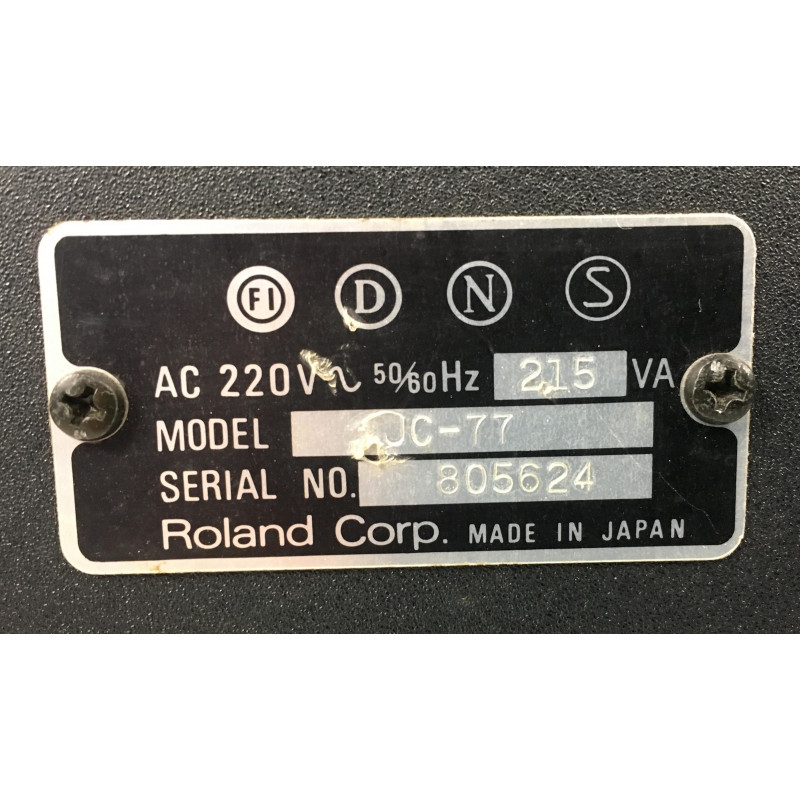 FI D N S
AC 220V~ 50/60Hz 215 VA
MODEL JC-77
SERIAL NO. 805624
Roland Corp. MADE IN JAPAN